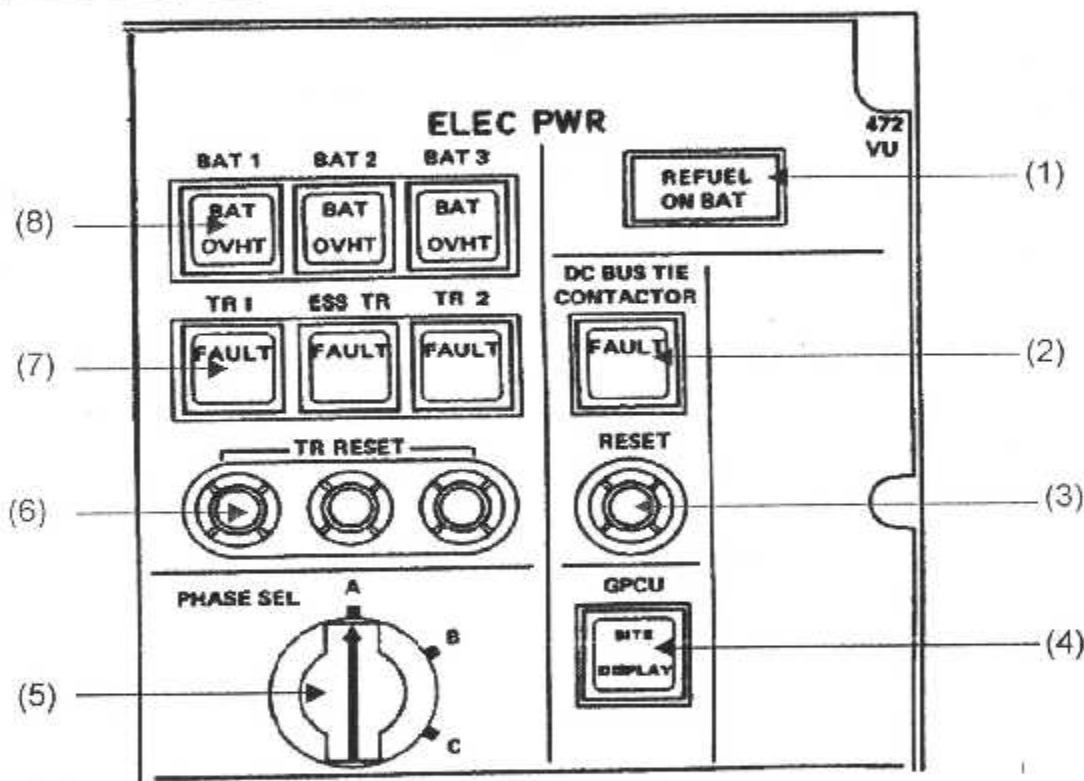 ELEC PWR
472
VU
BAT 1 BAT 2 BAT 3
BAT
OVHT
BAT
OVHT
BAT
OVHT
REFUEL
ON BAT
(1)
(8)
TR 1 ESS TR TR 2
FAULT FAULT FAULT
(7)
DC BUS TIE
CONTACTOR
FAULT
(2)
TR RESET
(6)
RESET
(3)
PHASE SEL
A
B
C
(5)
GPCU
BITE
DISPLAY
(4)